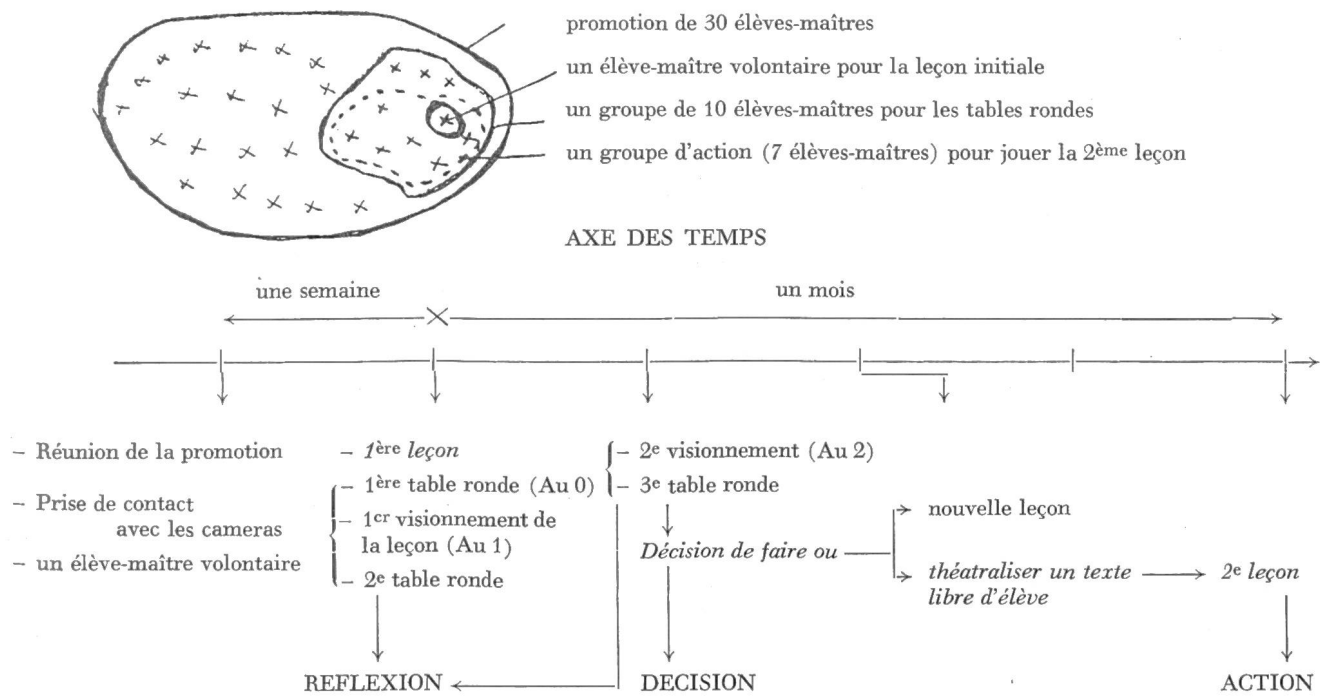 promotion de 30 élèves-maîtres
un élève-maître volontaire pour la leçon initiale
un groupe de 10 élèves-maîtres pour les tables rondes
un groupe d'action (7 élèves-maîtres) pour jouer la 2ème leçon
AXE DES TEMPS
une semaine
un mois
– Réunion de la promotion
– Prise de contact
avec les cameras
– un élève-maître volontaire
– 1ère leçon
– 1ère table ronde (Au 0)
– 1er visionnement de
la leçon (Au 1)
– 2e table ronde
– 2e visionnement (Au 2)
– 3e table ronde
Décision de faire ou
nouvelle leçon
théatraliser un texte
libre d'élève
2e leçon
REFLEXION
DECISION
ACTION